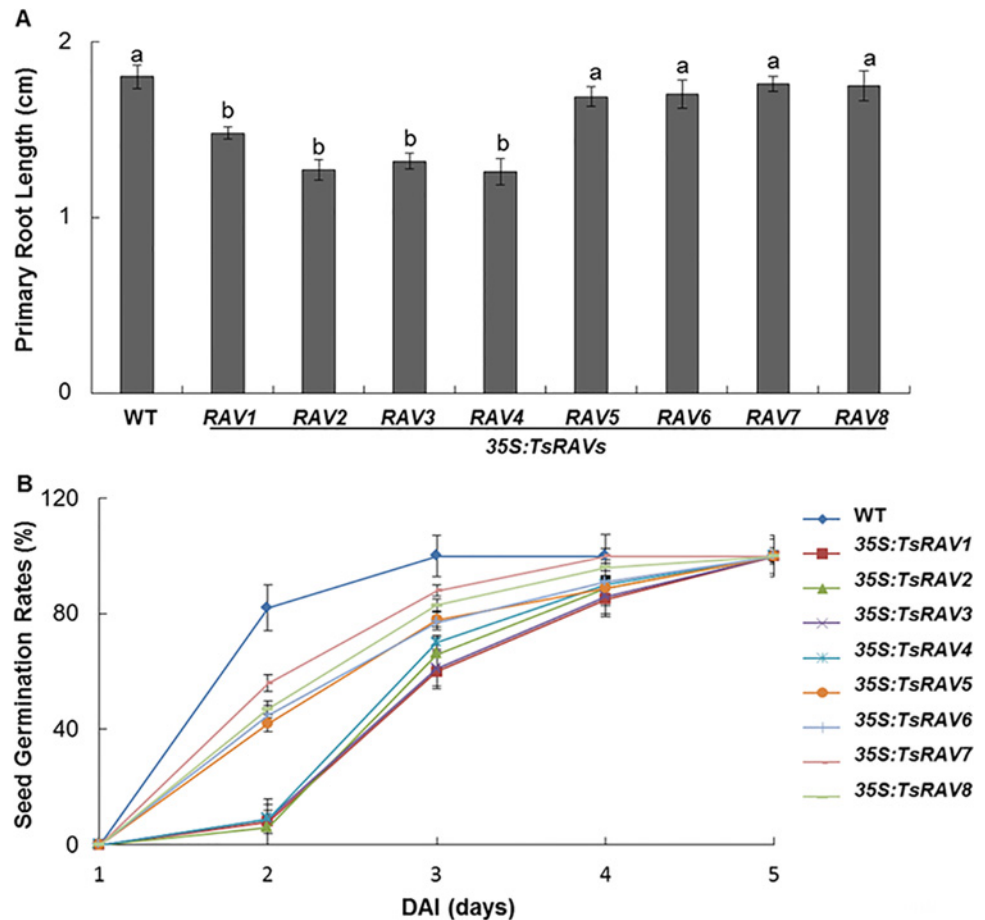 A
Primary Root Length (cm)
2
1
0
a
b
b
b
b
a
a
a
a
WT RAV1 RAV2 RAV3 RAV4 RAV5 RAV6 RAV7 RAV8
35S:TsRAVs
B
Seed Germination Rates (%)
120
80
40
0
1 2 3 4 5
DAI (days)
WT
35S:TsRAV1
35S:TsRAV2
35S:TsRAV3
35S:TsRAV4
35S:TsRAV5
35S:TsRAV6
35S:TsRAV7
35S:TsRAV8